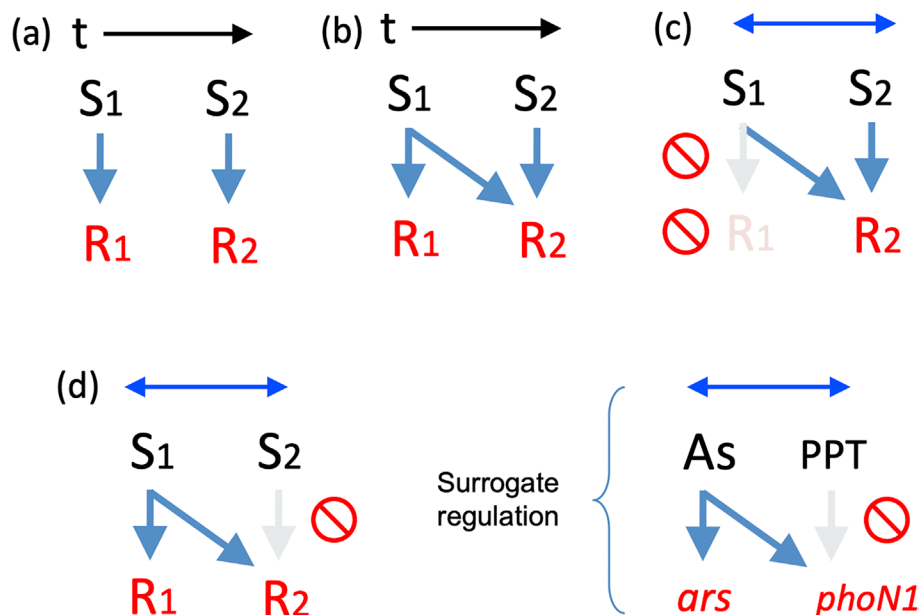 (a) t
S1 S2
R1 R2
(b) t
S1 S2
R1 R2
(c)
S1 S2
R1 R2
(d)
S1 S2
R1 R2
Surrogate
regulation
As PPT
ars phoN1